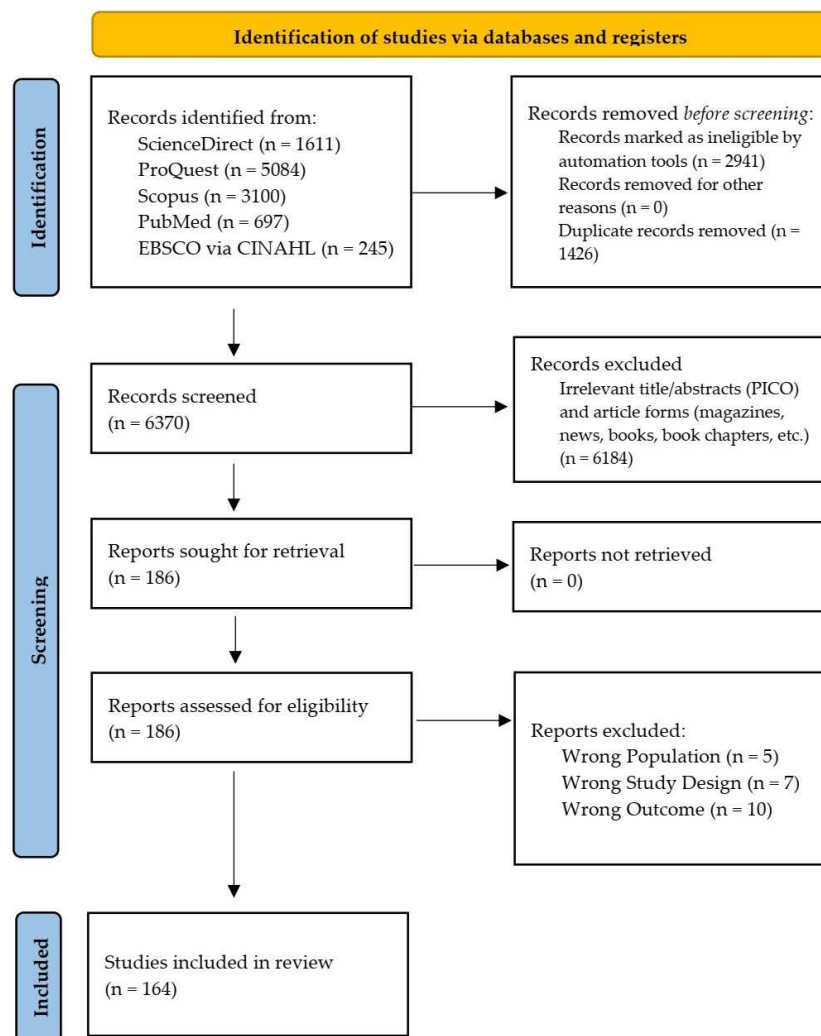 Identification of studies via databases and registers
Identification
Records identified from:
ScienceDirect (n = 1611)
ProQuest (n = 5084)
Scopus (n = 3100)
PubMed (n = 697)
EBSCO via CINAHL (n = 245)
Records removed before screening:
Records marked as ineligible by
automation tools (n = 2941)
Records removed for other
reasons (n = 0)
Duplicate records removed (n =
1426)
Screening
Records screened
(n = 6370)
Records excluded
Irrelevant title/abstracts (PICO)
and article forms (magazines,
news, books, book chapters, etc.)
(n = 6184)
Reports sought for retrieval
(n = 186)
Reports not retrieved
(n = 0)
Reports assessed for eligibility
(n = 186)
Reports excluded:
Wrong Population (n = 5)
Wrong Study Design (n = 7)
Wrong Outcome (n = 10)
Included
Studies included in review
(n = 164)